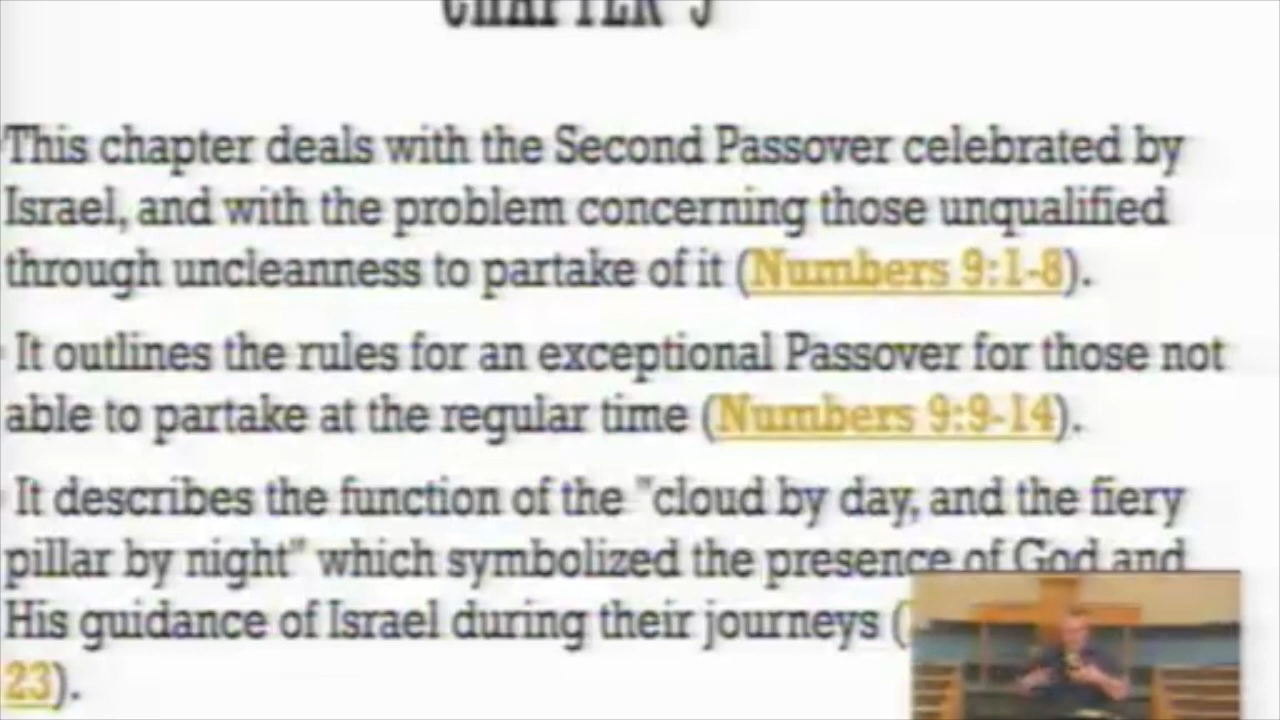 CHAPTER 9
This chapter deals with the Second Passover celebrated by
Israel, and with the problem concerning those unqualified
through uncleanness to partake of it (Numbers 9:1-8).
It outlines the rules for an exceptional Passover for those not
able to partake at the regular time (Numbers 9:9-14).
It describes the function of the "cloud by day, and the fiery
pillar by night" which symbolized the presence of God and
His guidance of Israel during their journeys (
23).